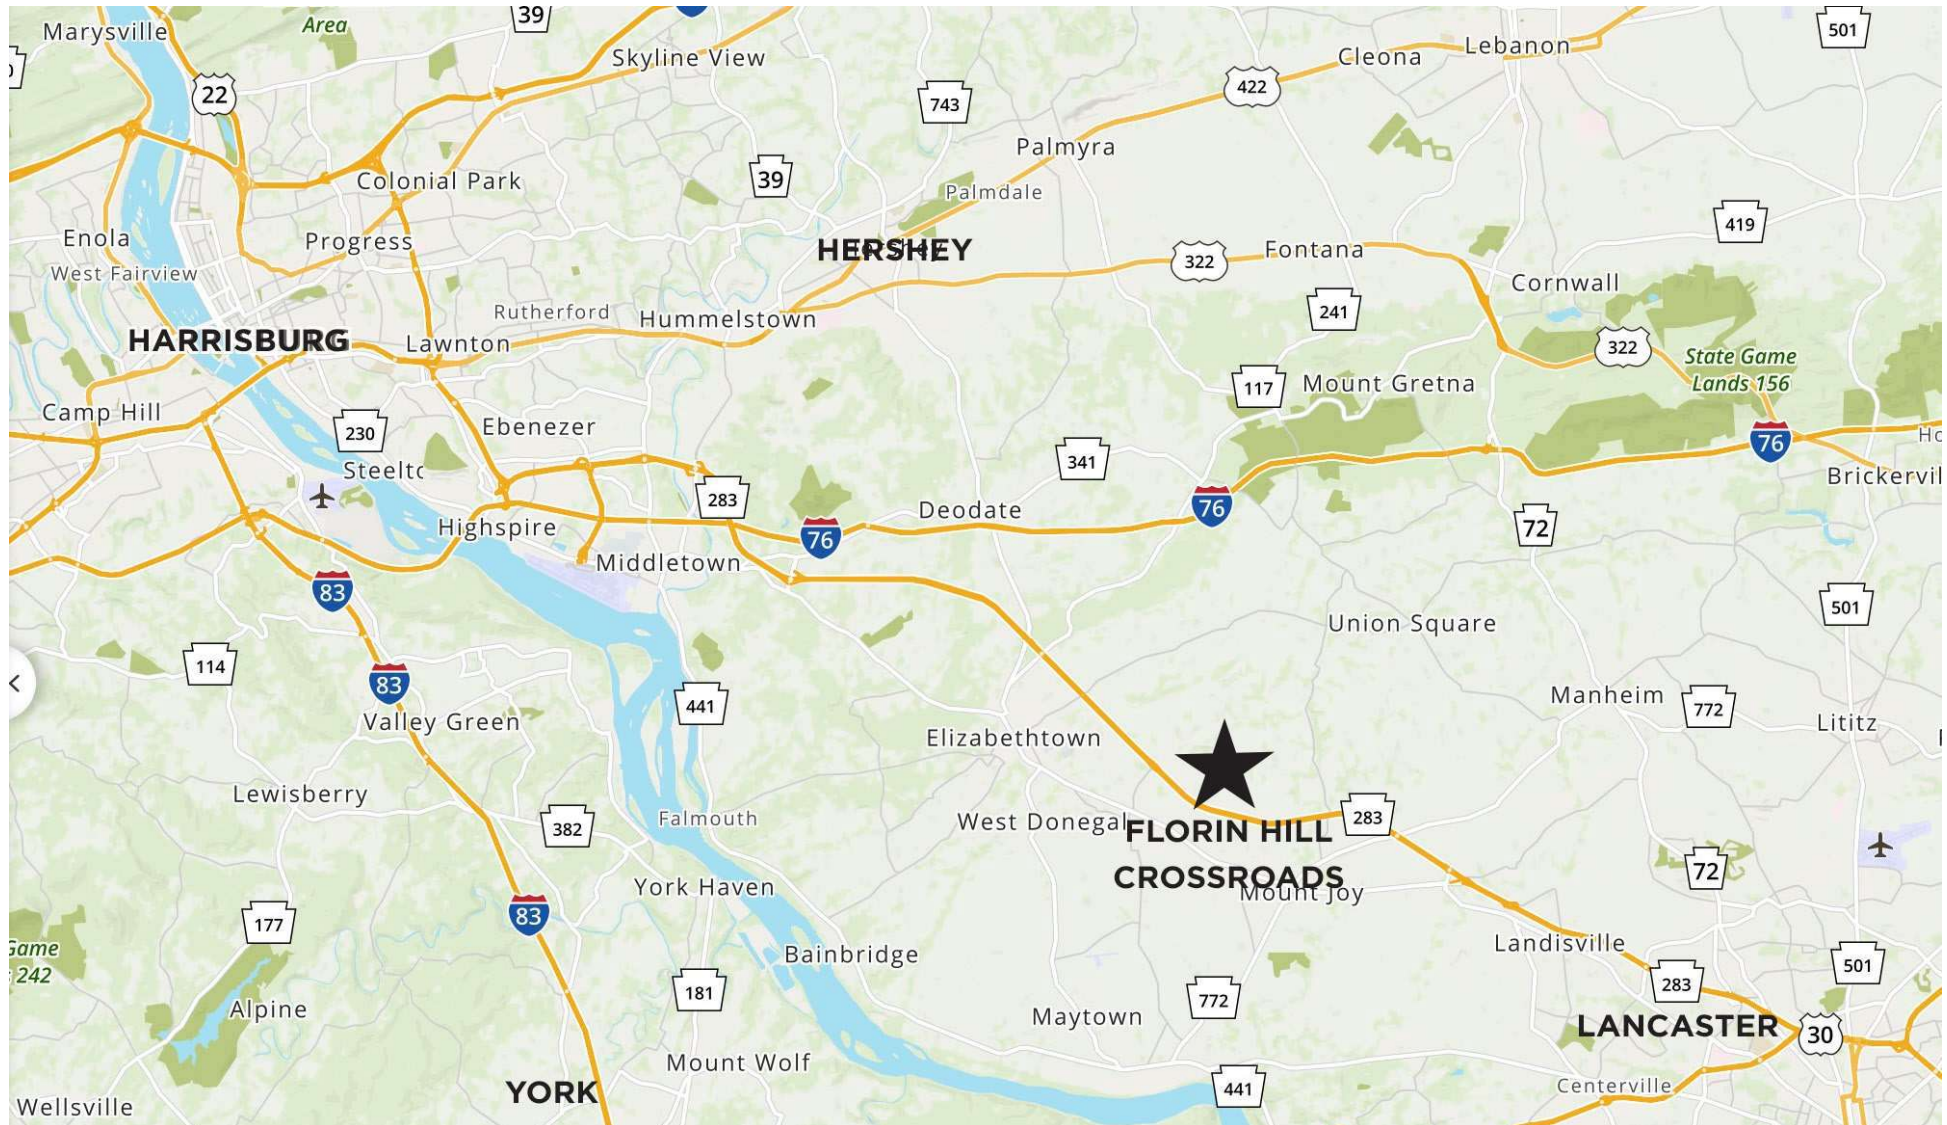 Marysville
Area
39
501
22
Skyline View
Cleona
Lebanon
422
743
Palmyra
39
Colonial Park
Palmdale
419
Enola
Progress
HERSHEY
Fontana
322
West Fairview
Cornwall
Rutherford
Hummelstown
241
HARRISBURG
Lawnton
322
State Game
Lands 156
117
Mount Gretna
Camp Hill
230
Ebenezer
76
341
Steelto
283
Brickervil
Deodate
76
Highspire
76
72
Middletown
83
501
Union Square
114
83
441
Manheim
772
Valley Green
Lititz
Elizabethtown
Lewisberry
382
Falmouth
West Donegal
283
FLORIN HILL
CROSSROADS
Mount Joy
72
York Haven
177
83
Game
242
Bainbridge
Landisville
501
181
772
283
Alpine
Maytown
LANCASTER
30
Mount Wolf
YORK
441
Centerville
Wellsville